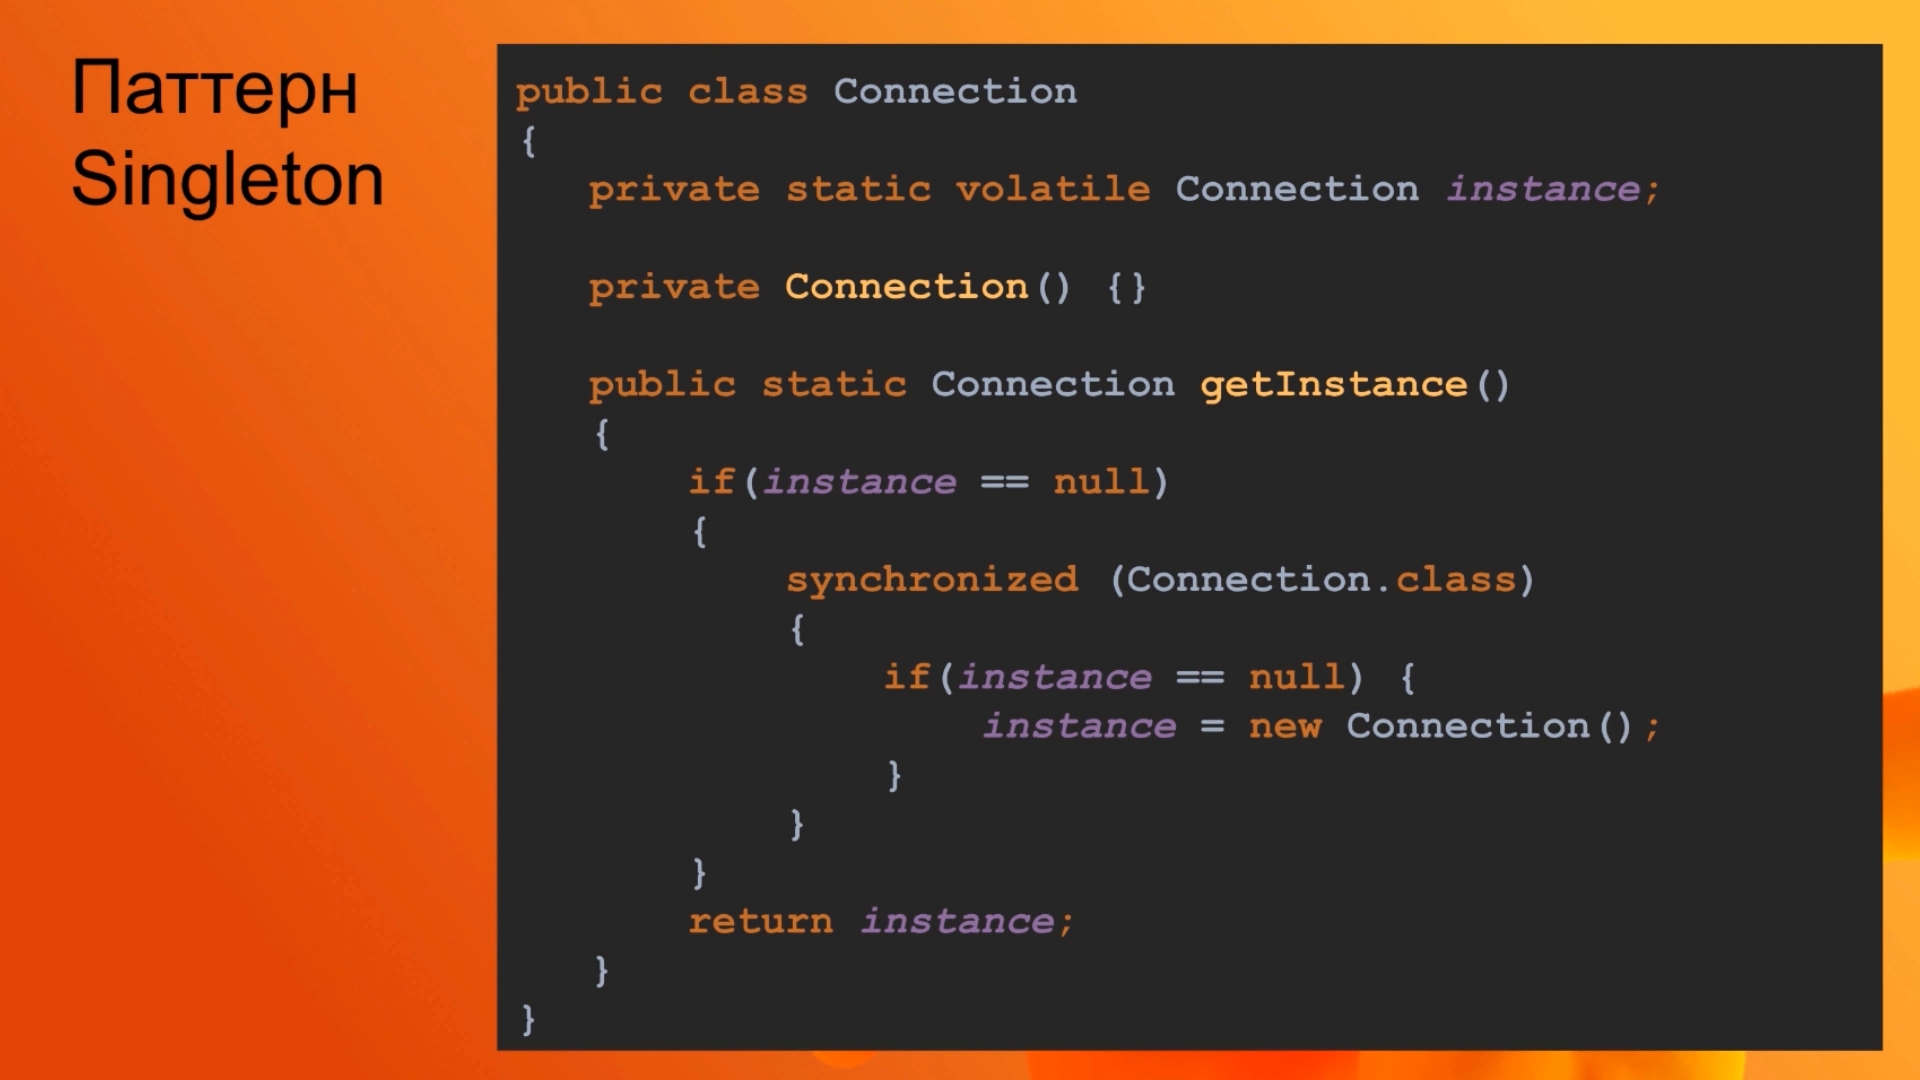 Паттерн
Singleton
public class Connection
{
private static volatile Connection instance;
private Connection() {}
public static Connection getInstance()
{
if(instance == null)
{
synchronized (Connection.class)
{
if(instance == null) {
instance = new Connection();
}
}
}
return instance;
}
}